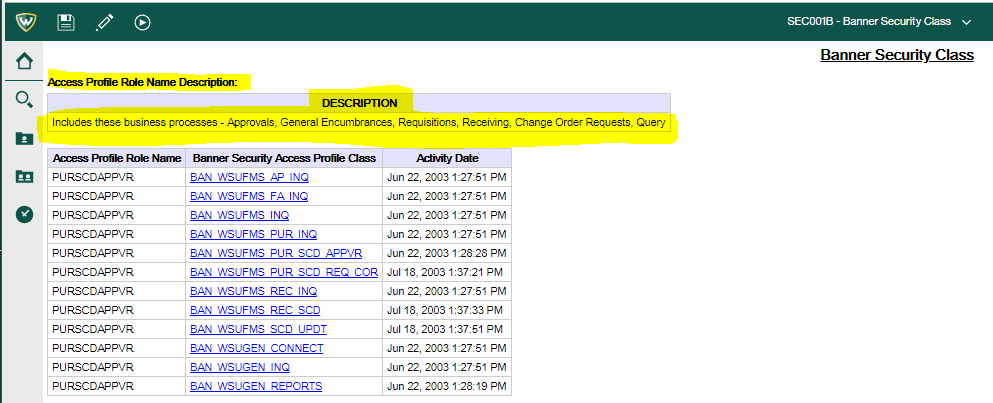 SEC001B - Banner Security Class
Banner Security Class
Access Profile Role Name Description:
DESCRIPTION
Includes these business processes - Approvals, General Encumbrances, Requisitions, Receiving, Change Order Requests, Query
Access Profile Role Name Banner Security Access Profile Class Activity Date
PURSCDAPPVR BAN_WSUFMS_AP_INQ Jun 22, 2003 1:27:51 PM
PURSCDAPPVR BAN_WSUFMS_FA_INQ Jun 22, 2003 1:27:51 PM
PURSCDAPPVR BAN_WSUFMS_INQ Jun 22, 2003 1:27:51 PM
PURSCDAPPVR BAN_WSUFMS_PUR_INQ Jun 22, 2003 1:27:51 PM
PURSCDAPPVR BAN_WSUFMS_PUR_SCD_APPVR Jun 22, 2003 1:28:28 PM
PURSCDAPPVR BAN_WSUFMS_PUR_SCD_REQ_COR Jul 18, 2003 1:37:21 PM
PURSCDAPPVR BAN_WSUFMS_REC_INQ Jun 22, 2003 1:27:51 PM
PURSCDAPPVR BAN_WSUFMS_REC_SCD Jul 18, 2003 1:37:33 PM
PURSCDAPPVR BAN_WSUFMS_SCD_UPDT Jul 18, 2003 1:37:51 PM
PURSCDAPPVR BAN_WSUGEN_CONNECT Jun 22, 2003 1:27:51 PM
PURSCDAPPVR BAN_WSUGEN_INQ Jun 22, 2003 1:27:51 PM
PURSCDAPPVR BAN_WSUGEN_REPORTS Jun 22, 2003 1:28:19 PM